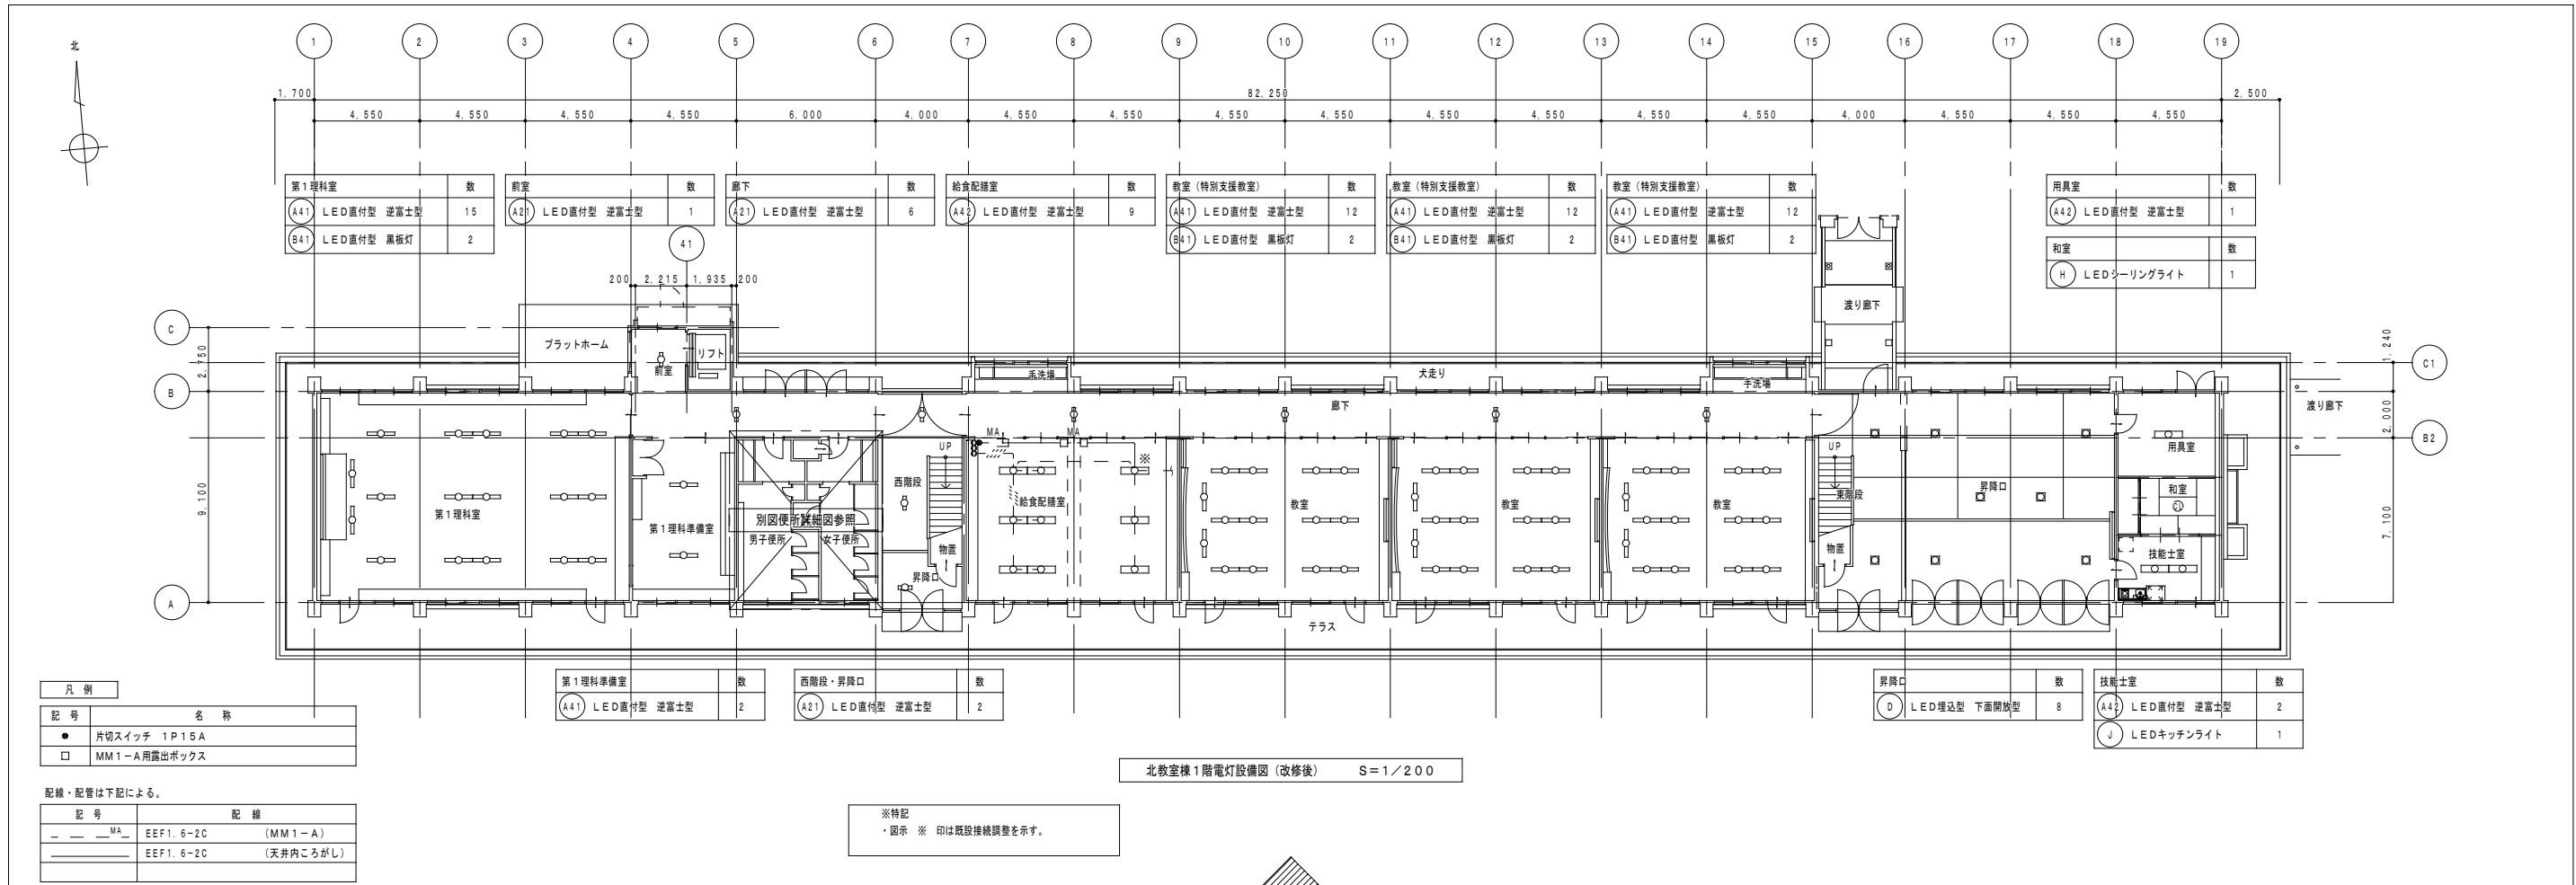 北
1 2 3 4 5 6 7 8 9 10 11 12 13 14 15 16 17 18 19
1,700 82,250 2,500
4,550 4,550 4,550 4,550 6,000 4,000 4,550 4,550 4,550 4,550 4,550 4,550 4,550 4,550 4,000 4,550 4,550 4,550
第1理科室 数
A41 LED直付型 逆富士型 15
B41 LED直付型 黒板灯 2
前室 数
A21 LED直付型 逆富士型 1
廊下 数
A21 LED直付型 逆富士型 6
給食配膳室 数
A42 LED直付型 逆富士型 9
教室(特別支援教室) 数
A41 LED直付型 逆富士型 12
B41 LED直付型 黒板灯 2
教室(特別支援教室) 数
A41 LED直付型 逆富士型 12
B41 LED直付型 黒板灯 2
教室(特別支援教室) 数
A41 LED直付型 逆富士型 12
B41 LED直付型 黒板灯 2
用具室 数
A42 LED直付型 逆富士型 1
和室 数
H LEDシーリングライト 1
41
200 2,215 1,935 200
C
B
A
2,750
9,100
C1
B2
1,240
2,000
7,100
プラットホーム
前室
リフト
手洗場
犬走り
手洗場
渡り廊下
渡り廊下
廊下
MA
MA
※
UP
UP
第1理科室
第1理科準備室
別図便所詳細図参照
男子便所
女子便所
西階段
物置
昇降口
給食配膳室
教室
教室
教室
東階段
物置
昇降口
用具室
和室
CL
技能士室
テラス
第1理科準備室 数
A41 LED直付型 逆富士型 2
西階段・昇降口 数
A21 LED直付型 逆富士型 2
昇降口 数
D LED埋込型 下面開放型 8
技能士室 数
A42 LED直付型 逆富士型 2
J LEDキッチンライト 1
凡 例
記 号 名 称
片切スイッチ 1P15A
MM1-A用露出ボックス
配線・配管は下記による。
記 号 配 線
MA EEF1.6-2C (MM1-A)
EEF1.6-2C (天井内ころがし)
北教室棟1階電灯設備図(改修後) S=1/200
※特記
・図示 ※ 印は既設接続調整を示す。